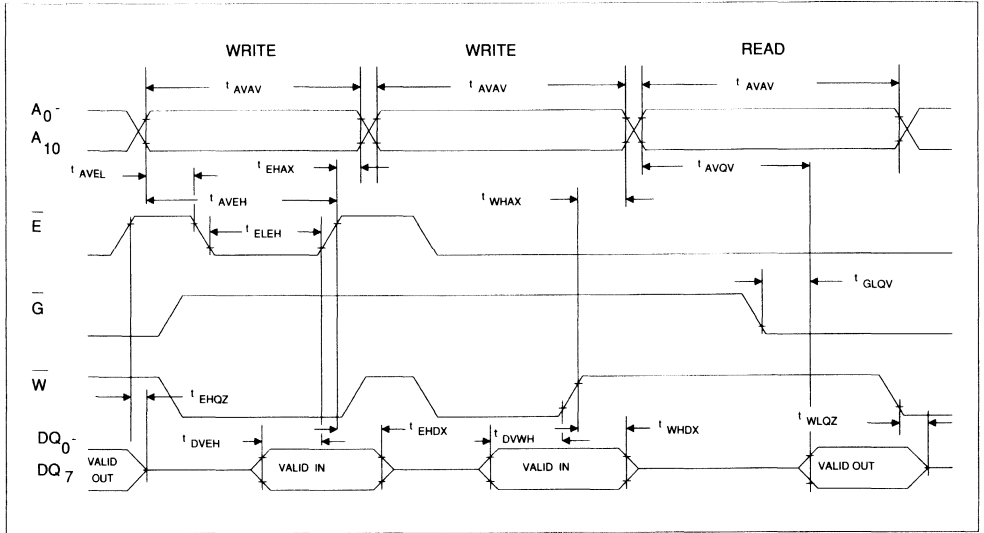 WRITE WRITE READ
t AVAV t AVAV t AVAV
A0-
A10
t AVEL t EHAX t AVQV
t AVEH t WHAX
E
t ELEH
t GLQV
G
W
t EHQZ
t WLQZ
DQ0-
t DVEH t EHDX t DVWH t WHDX
DQ7
VALID OUT VALID IN VALID IN VALID OUT